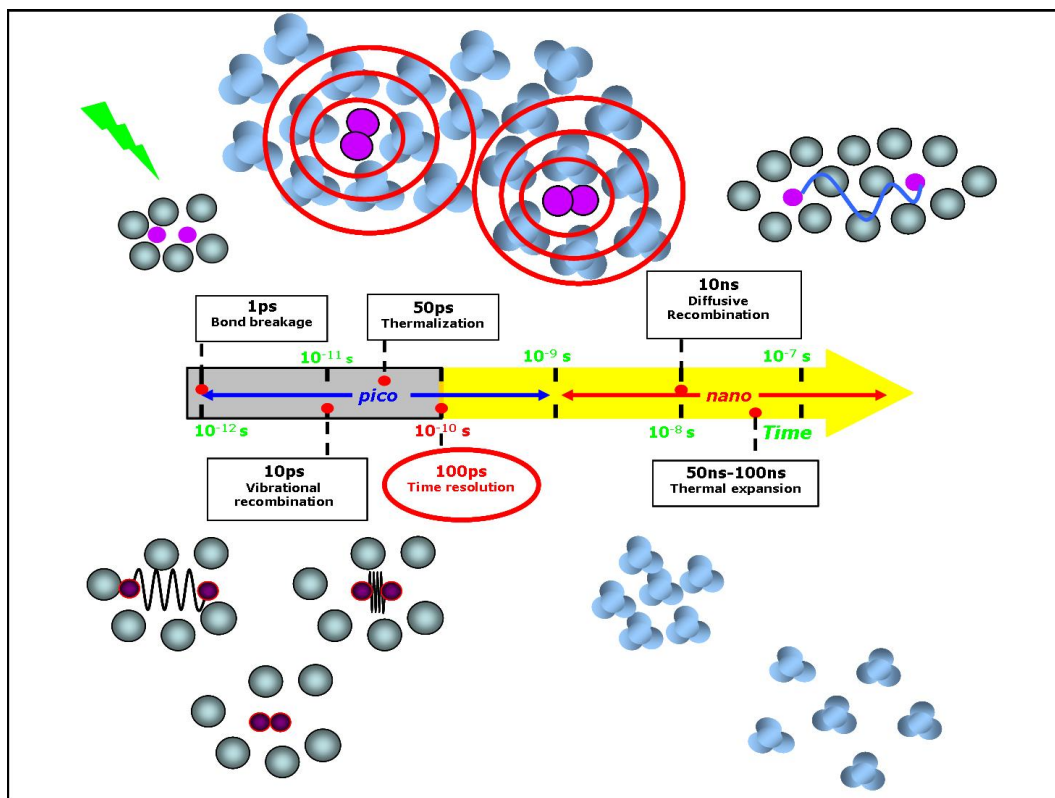 1ps
Bond breakage
50ps
Thermalization
10ns
Diffusive
Recombination
10⁻¹¹ s
10⁻⁹ s
10⁻⁷ s
pico
nano
10⁻¹² s
10⁻¹⁰ s
10⁻⁸ s
Time
10ps
Vibrational
recombination
100ps
Time resolution
50ns-100ns
Thermal expansion